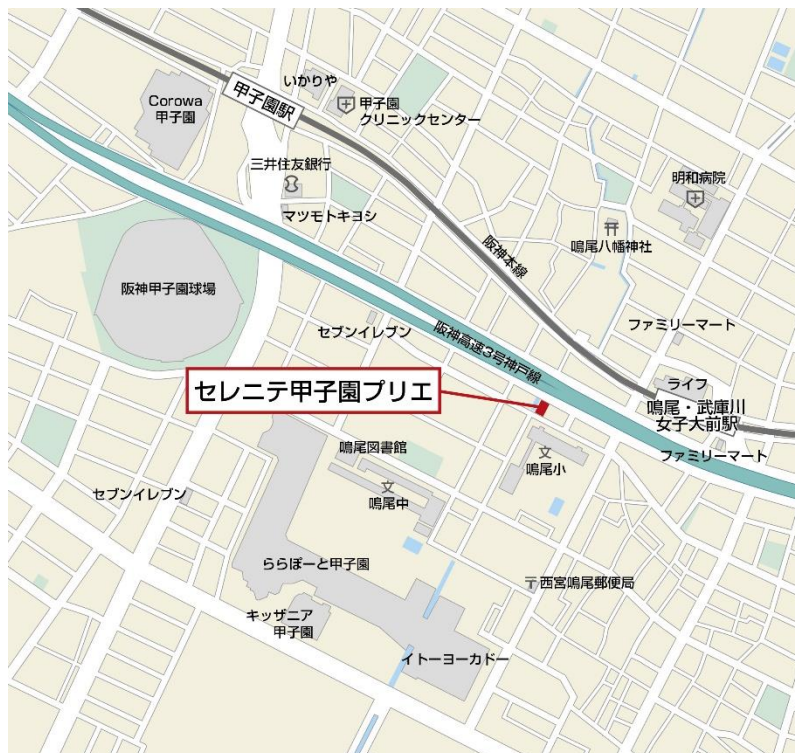 Corowa
甲子園
甲子園駅
いかりや
甲子園
クリニックセンター
三井住友銀行
マツモトキヨシ
明和病院
鳴尾八幡神社
阪神本線
阪神甲子園球場
セブンイレブン
阪神高速3号神戸線
ファミリーマート
セレニテ甲子園プリエ
ライフ
鳴尾・武庫川
女子大前駅
ファミリーマート
鳴尾図書館
鳴尾小
セブンイレブン
鳴尾中
ららぽーと甲子園
西宮鳴尾郵便局
キッザニア
甲子園
イトーヨーカドー